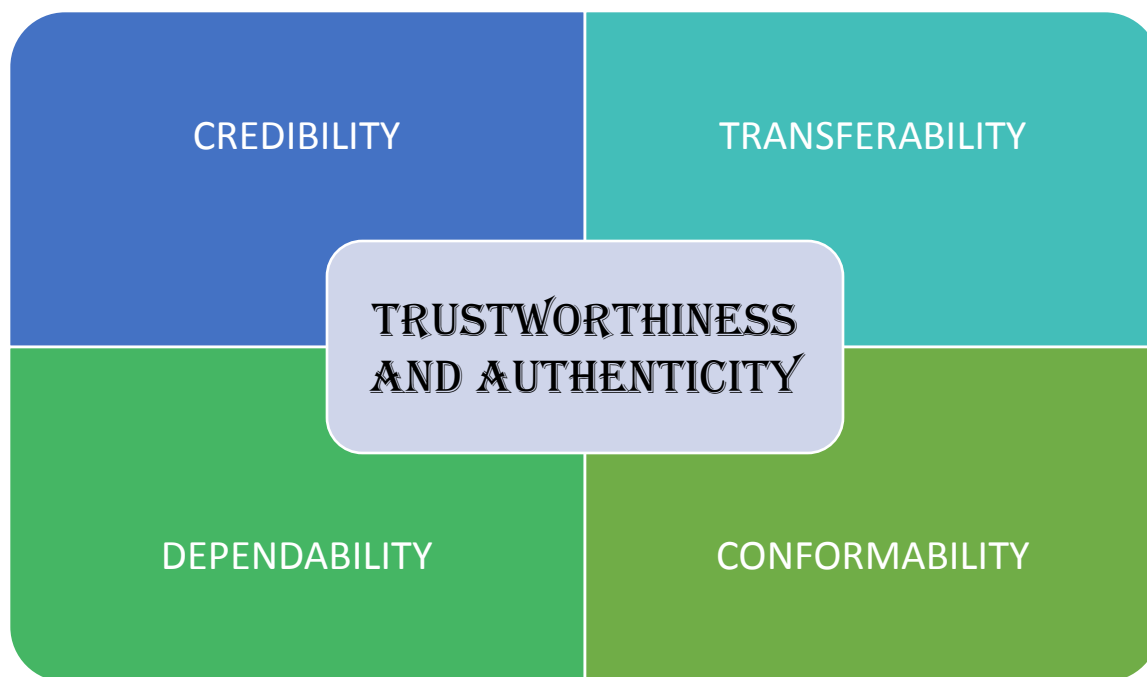 CREDIBILITY
TRANSFERABILITY
TRUSTWORTHINESS
AND AUTHENTICITY
DEPENDABILITY
CONFORMABILITY